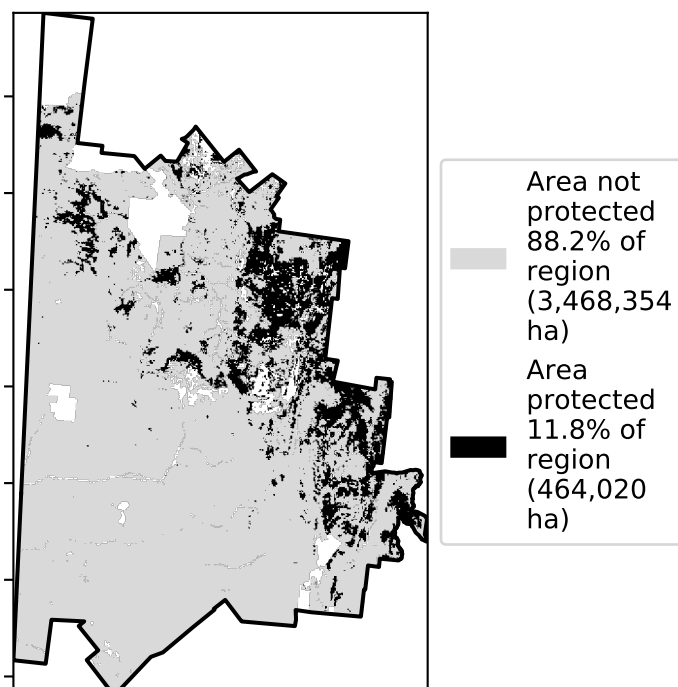 Area not
protected
88.2% of
region
(3,468,354
ha)
Area
protected
11.8% of
region
(464,020
ha)